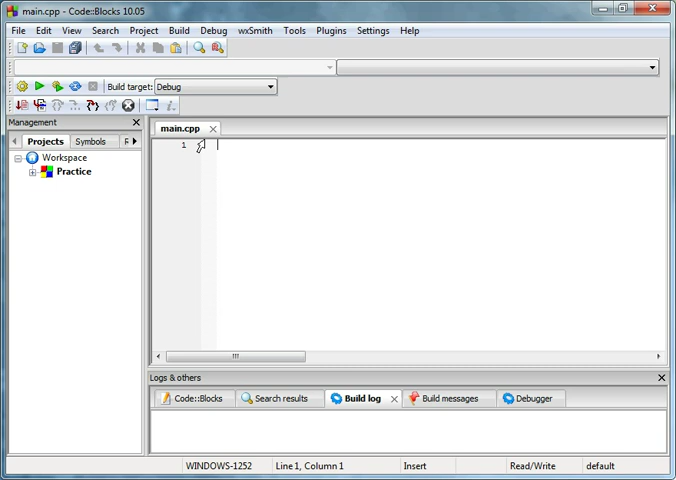 main.cpp - Code::Blocks 10.05
File Edit View Search Project Build Debug wxSmith Tools Plugins Settings Help
Build target: Debug
Management
Projects Symbols F
Workspace
Practice
main.cpp
1
Logs & others
Code::Blocks Search results Build log Build messages Debugger
WINDOWS-1252 Line 1, Column 1 Insert Read/Write default